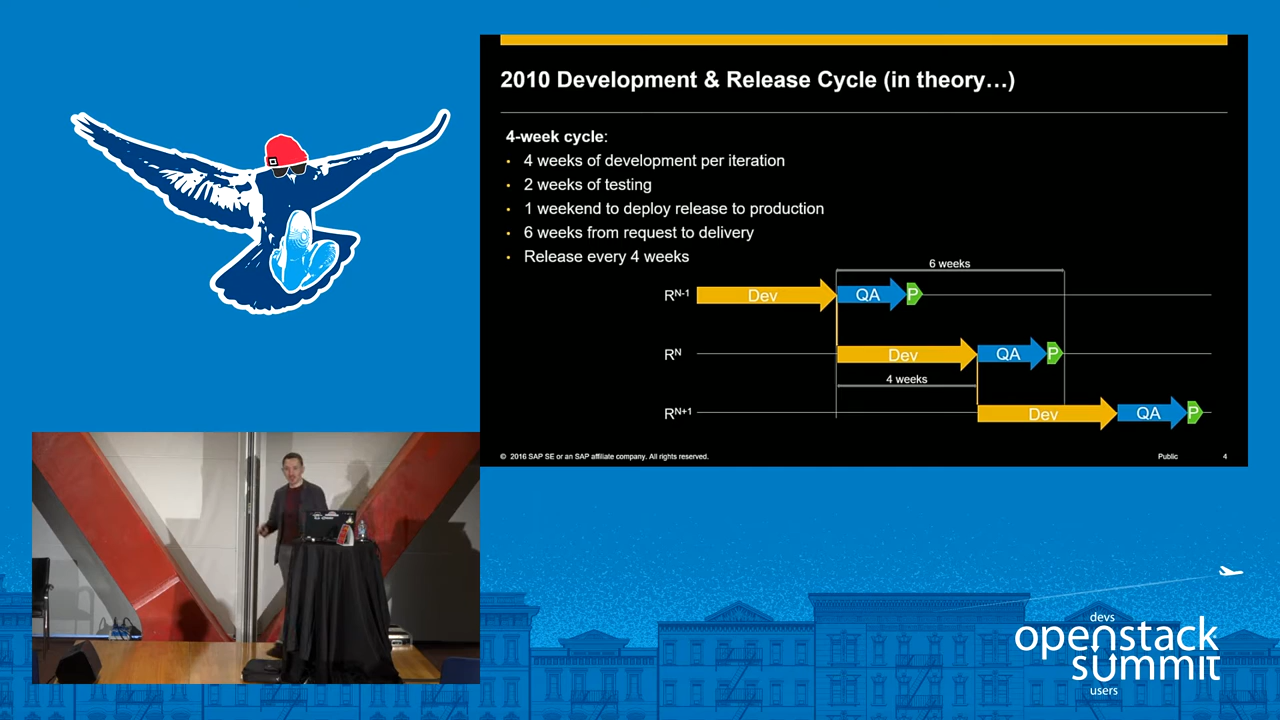 2010 Development & Release Cycle (in theory…)
4-week cycle:
▪ 4 weeks of development per iteration
▪ 2 weeks of testing
▪ 1 weekend to deploy release to production
▪ 6 weeks from request to delivery
▪ Release every 4 weeks
6 weeks
R^N-1 Dev QA P
R^N Dev QA P
4 weeks
R^N+1 Dev QA P
© 2016 SAP SE or an SAP affiliate company. All rights reserved. Public 4
devs
openstack
summit
users